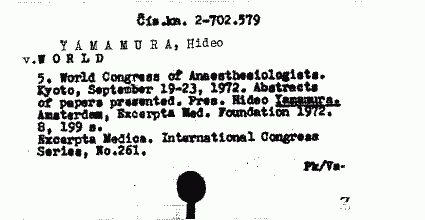 Čís.kn. 2-702.579
YAMAMURA, Hideo
v.WORLD
5. World Congress of Anaesthesiologists.
Kyoto, September 19-23, 1972. Abstracts
of papers presented. Pres. Hideo Yamamura.
Amsterdam, Excerpta Med. Foundation 1972.
8, 199 s.
Excerpta Medica. International Congress
Series, No.261.
Pk/Va-